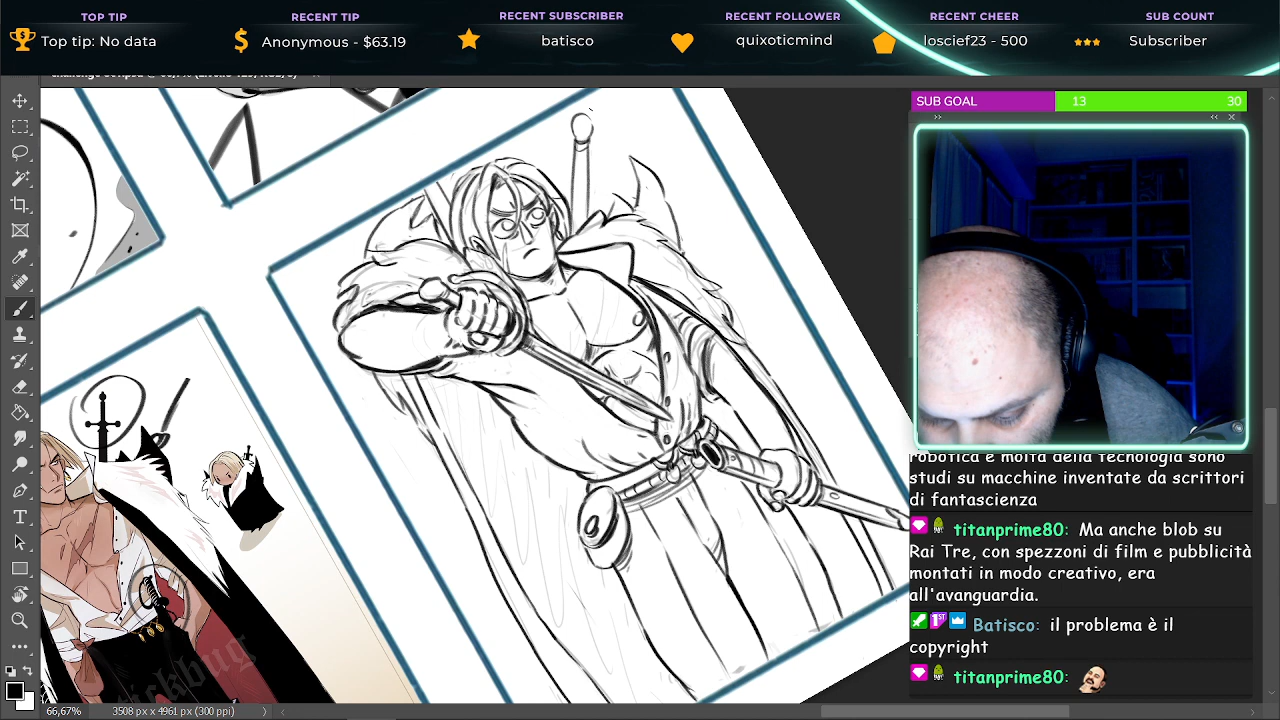 TOP TIP
Top tip: No data
RECENT TIP
Anonymous - $63.19
RECENT SUBSCRIBER
batisco
RECENT FOLLOWER
quixoticmind
RECENT CHEER
loscief23 - 500
SUB COUNT
Subscriber
SUB GOAL
13
30
robotica e molta della tecnologia sono
studi su macchine inventate da scrittori
di fantascienza
titanprime80: Ma anche blob su
Rai Tre, con spezzoni di film e pubblicità
montati in modo creativo, era
all'avanguardia.
Batisco: il problema è il
copyright
titanprime80:
66,67%
3508 px x 4961 px (300 ppi)